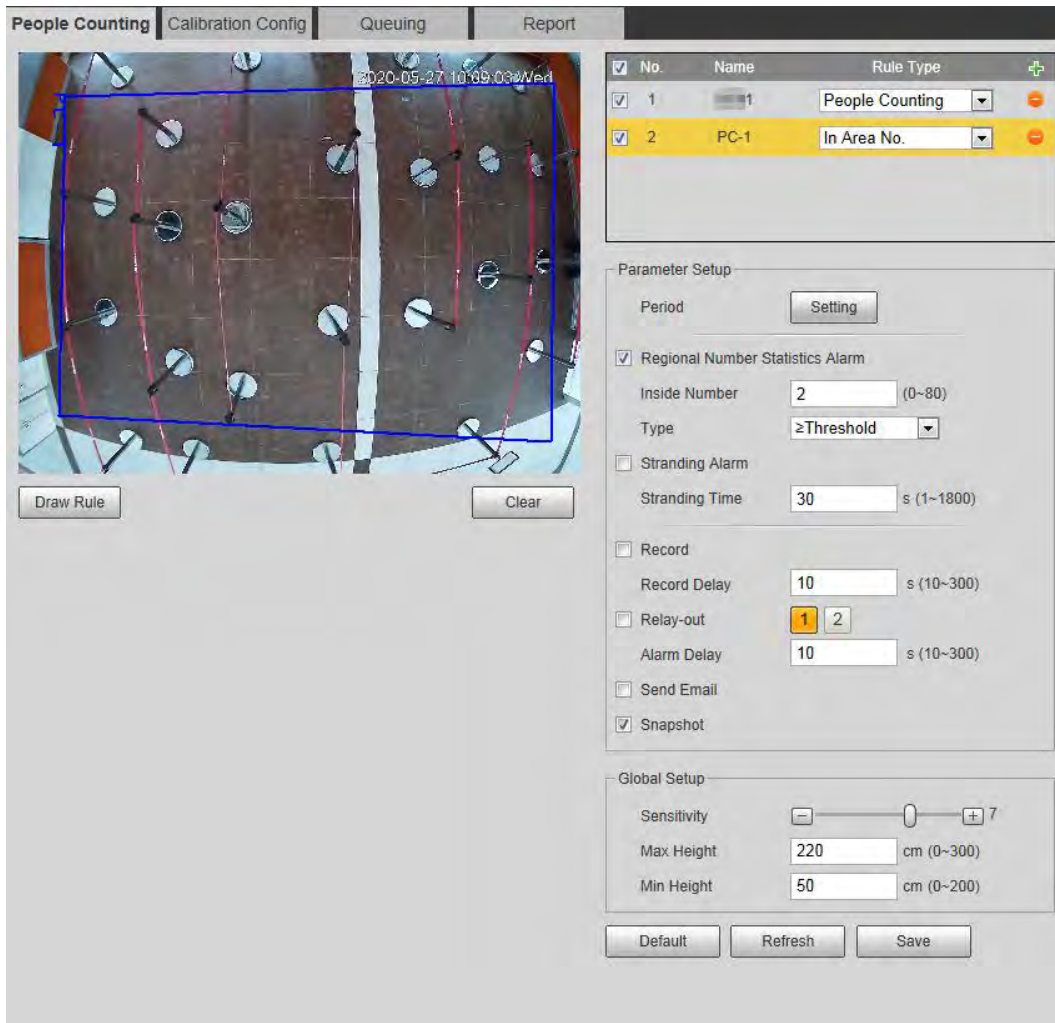 People Counting Calibration Config Queuing Report
2020-05-27 10:09:03 Wed
Draw Rule Clear
No. Name Rule Type
1 1 People Counting
2 PC-1 In Area No.
Parameter Setup
Period Setting
Regional Number Statistics Alarm
Inside Number 2 (0~80)
Type ≥Threshold
Stranding Alarm
Stranding Time 30 s (1~1800)
Record
Record Delay 10 s (10~300)
Relay-out 1 2
Alarm Delay 10 s (10~300)
Send Email
Snapshot
Global Setup
Sensitivity 7
Max Height 220 cm (0~300)
Min Height 50 cm (0~200)
Default Refresh Save